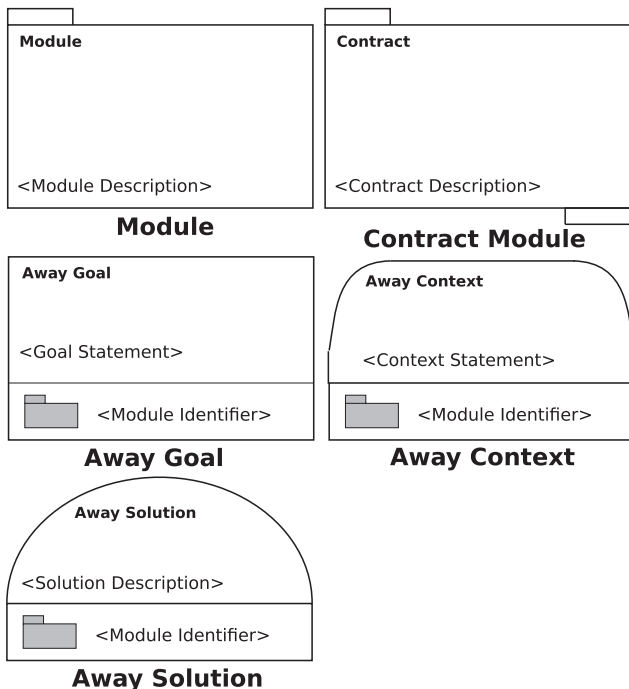 Module
<Module Description>
Module
Contract
<Contract Description>
Contract Module
Away Goal
<Goal Statement>
<Module Identifier>
Away Goal
Away Context
<Context Statement>
<Module Identifier>
Away Context
Away Solution
<Solution Description>
<Module Identifier>
Away Solution